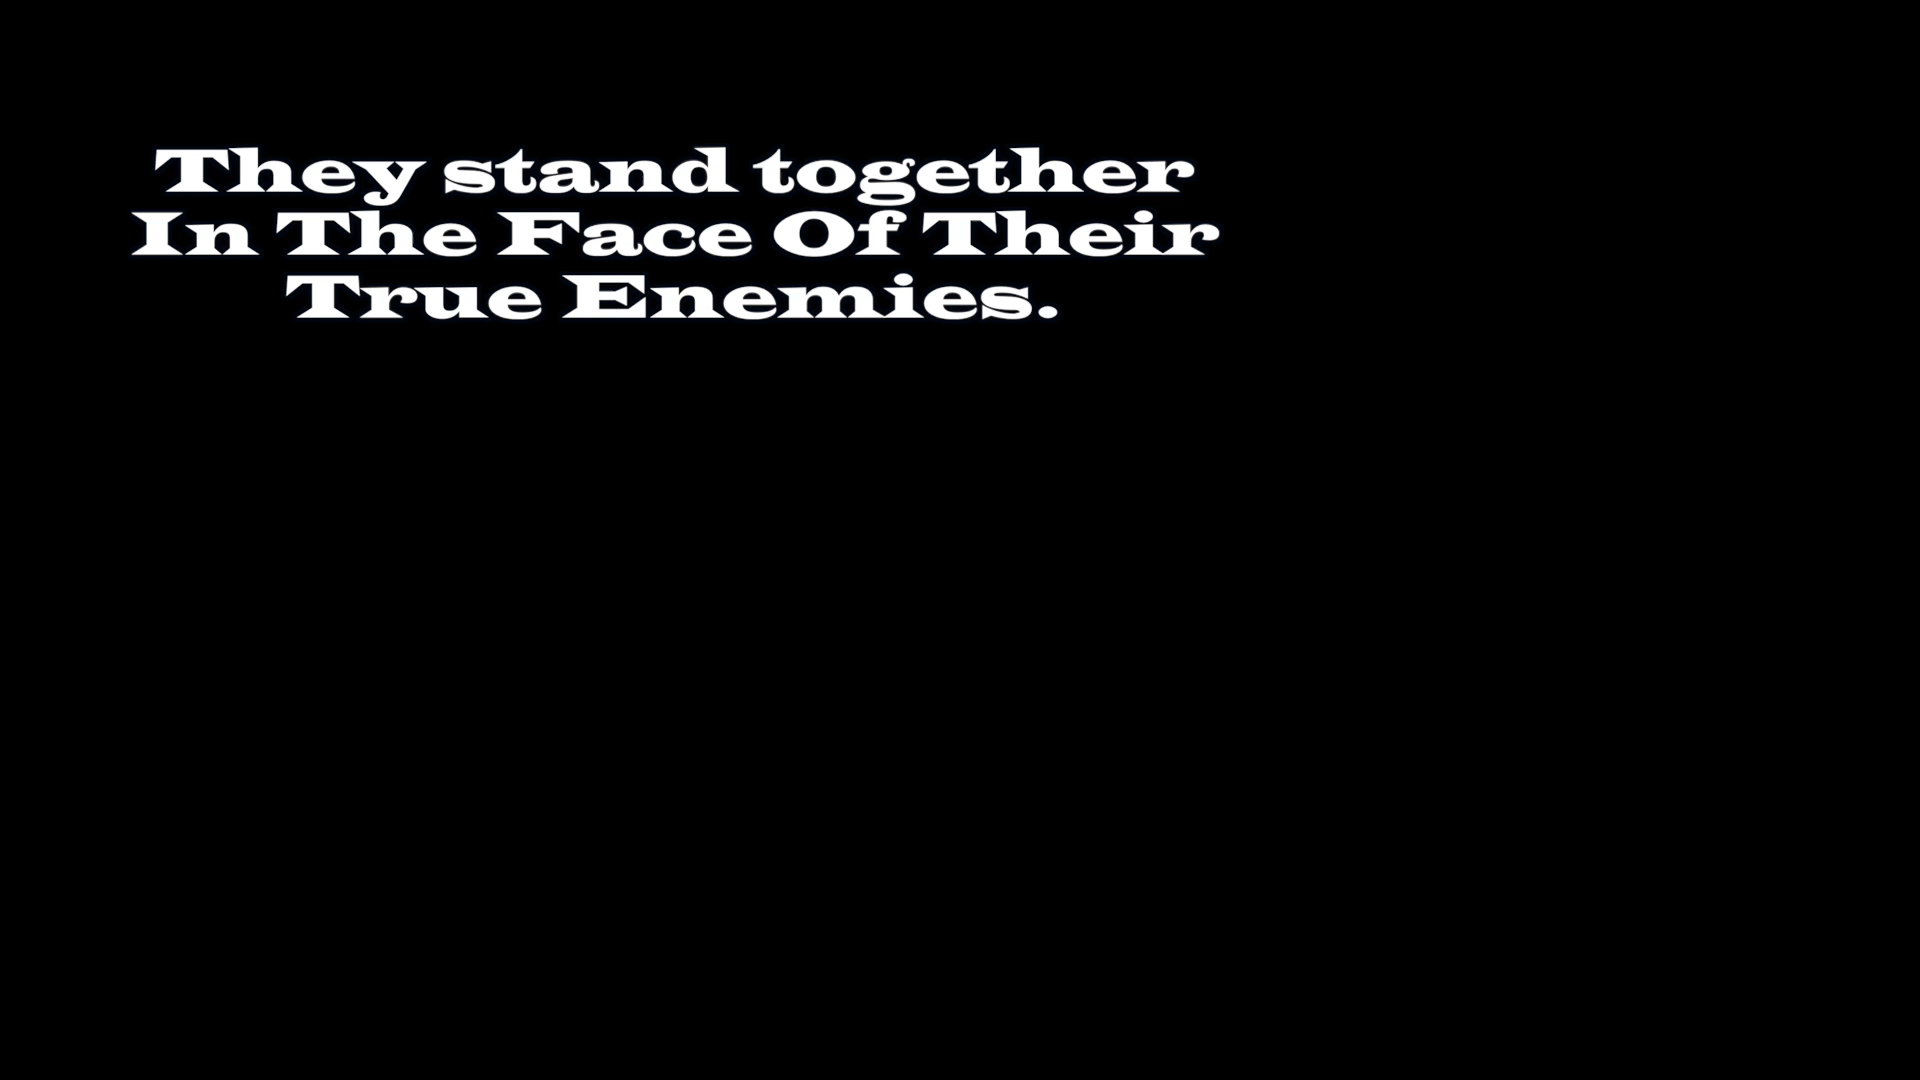 They stand together
In The Face Of Their
True Enemies.